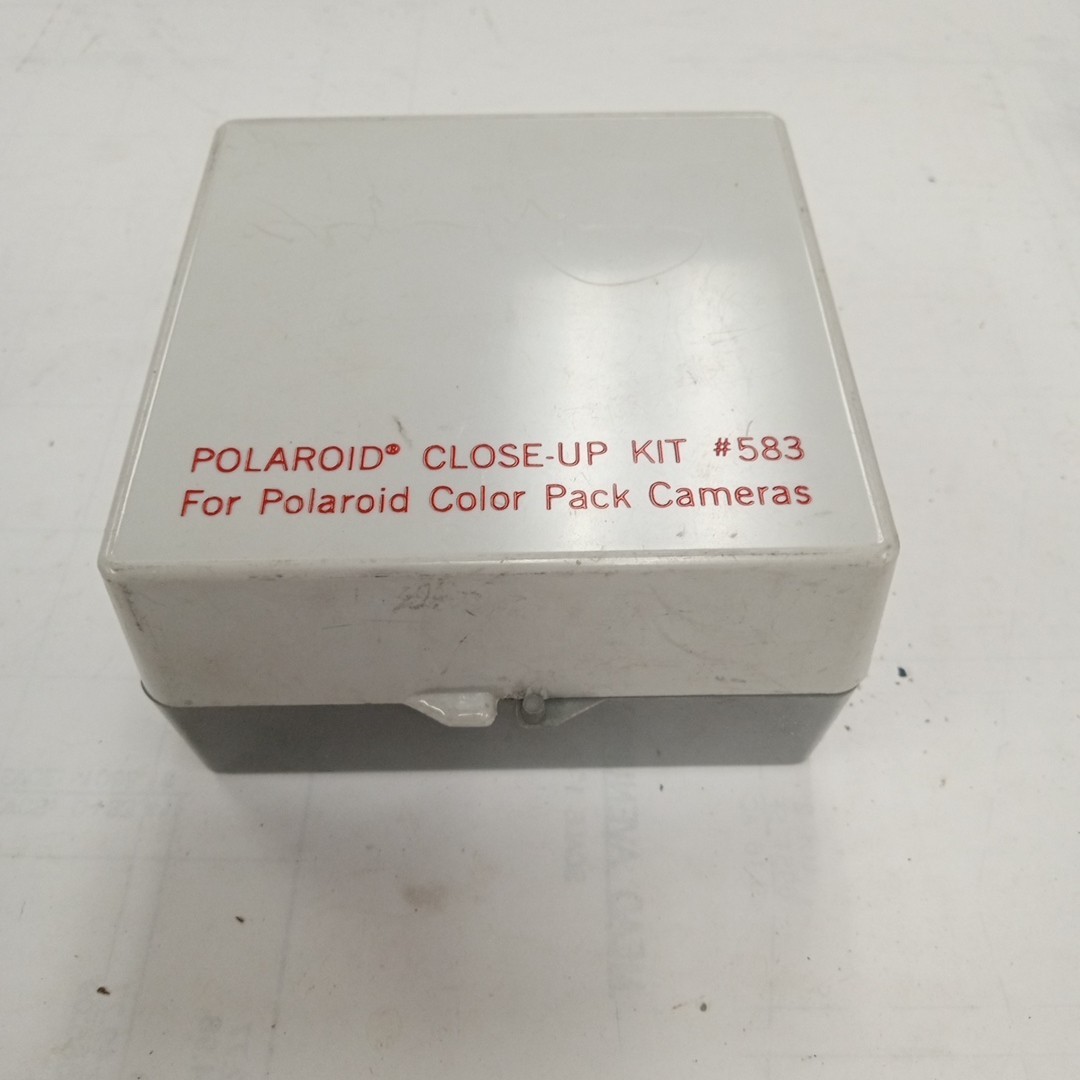 POLAROID® CLOSE-UP KIT #583
For Polaroid Color Pack Cameras